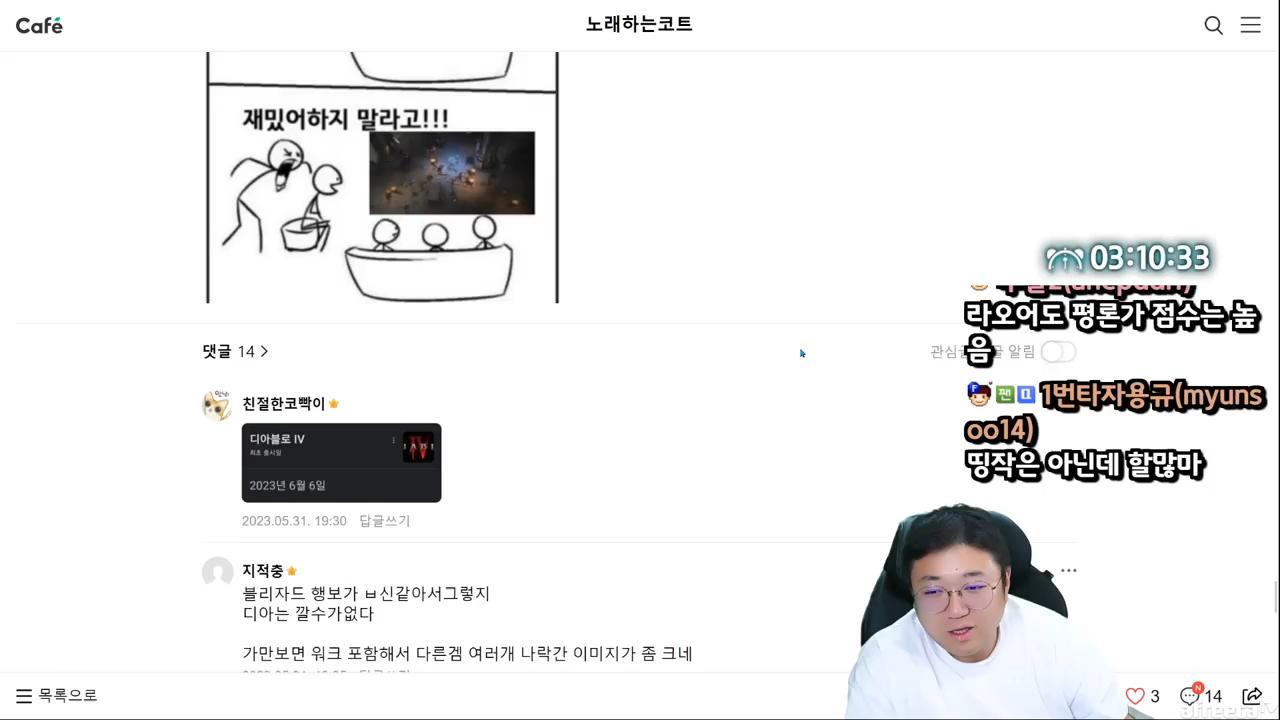 Café
노래하는코트
재밌어하지 말라고!!!
03:10:33
라오어도 평론가 점수는 높
음
댓글 14 >
알림
팬
1번타자용규(myuns
oo14)
띵작은 아닌데 할많마
친절한코빡이
디아블로 IV
최초 출시일
2023년 6월 6일
2023.05.31. 19:30 답글쓰기
지적충
블리자드 행보가 ㅂ신같아서그렇지
디아는 깔수가없다
가만보면 워크 포함해서 다른겜 여러개 나락간 이미지가 좀 크네
목록으로
3
N
14
afreecaTV